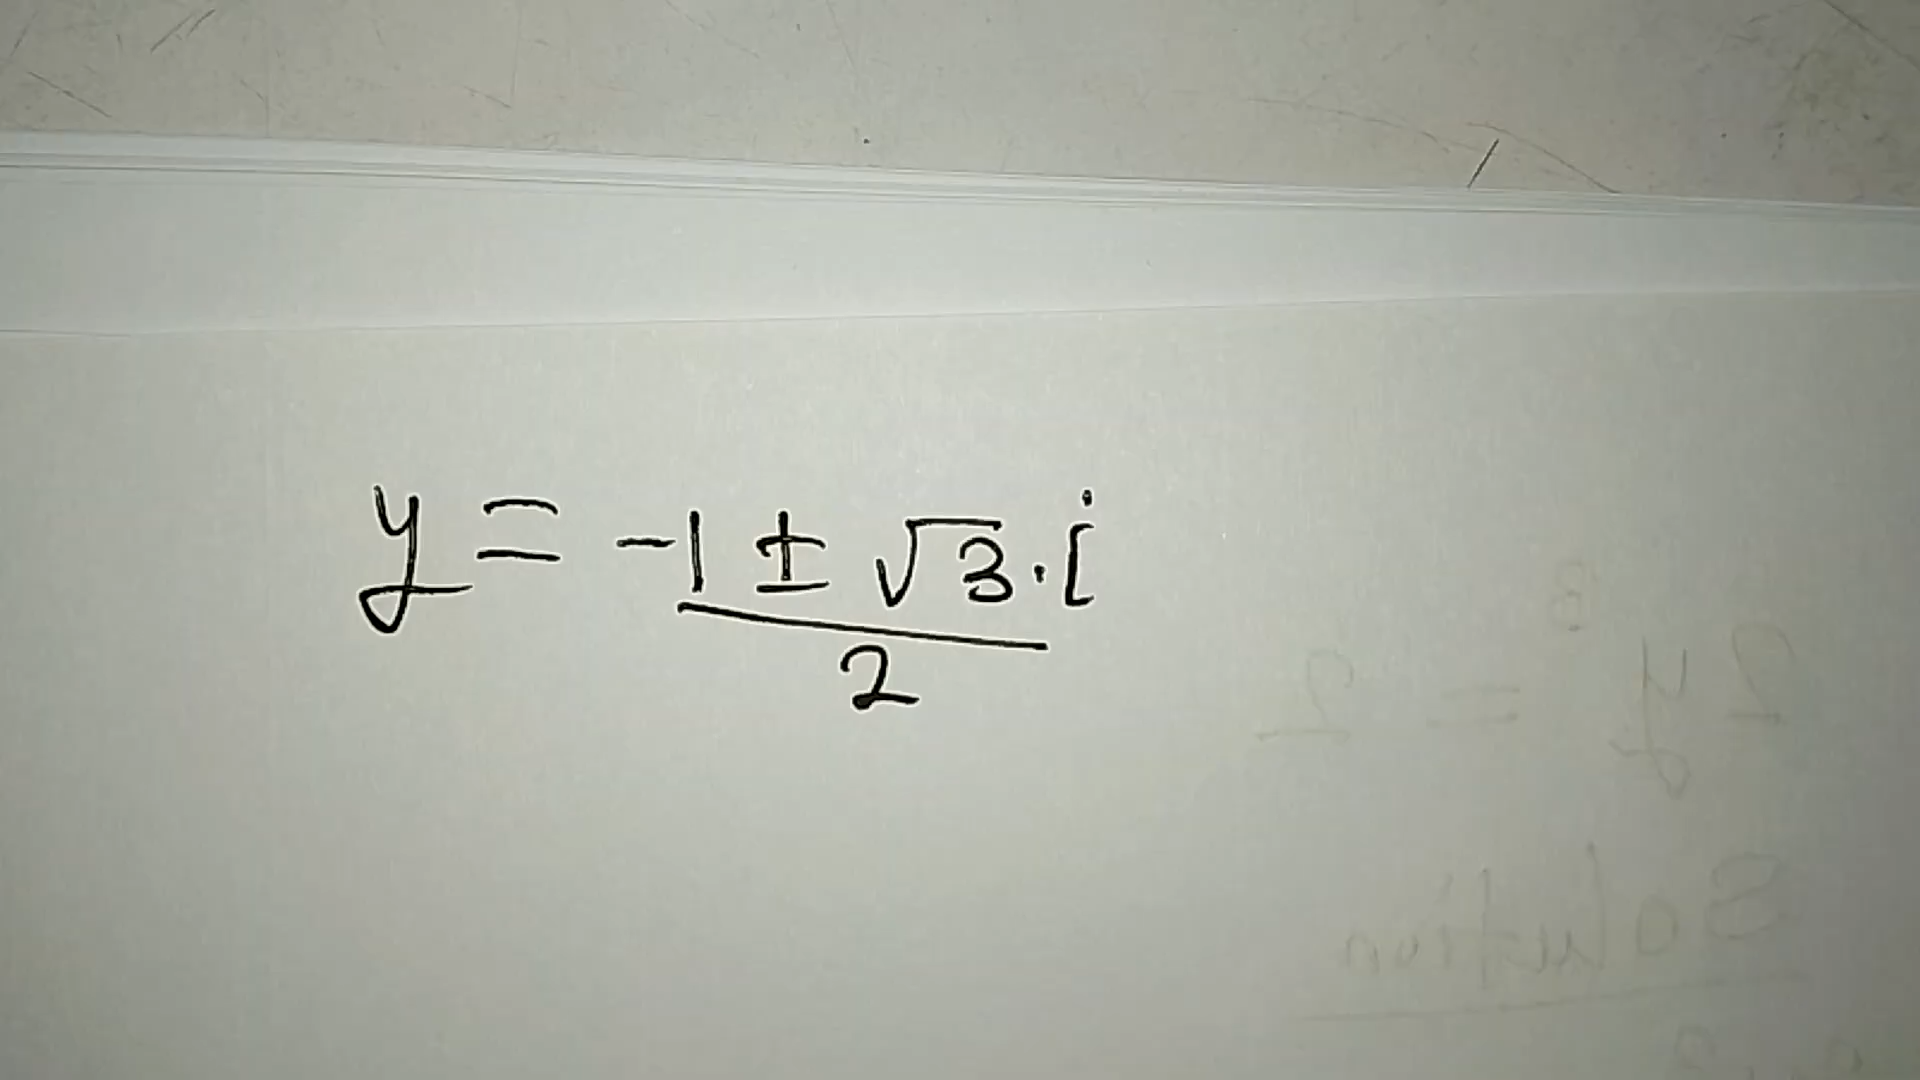 y = -1 ± √3 · i
2